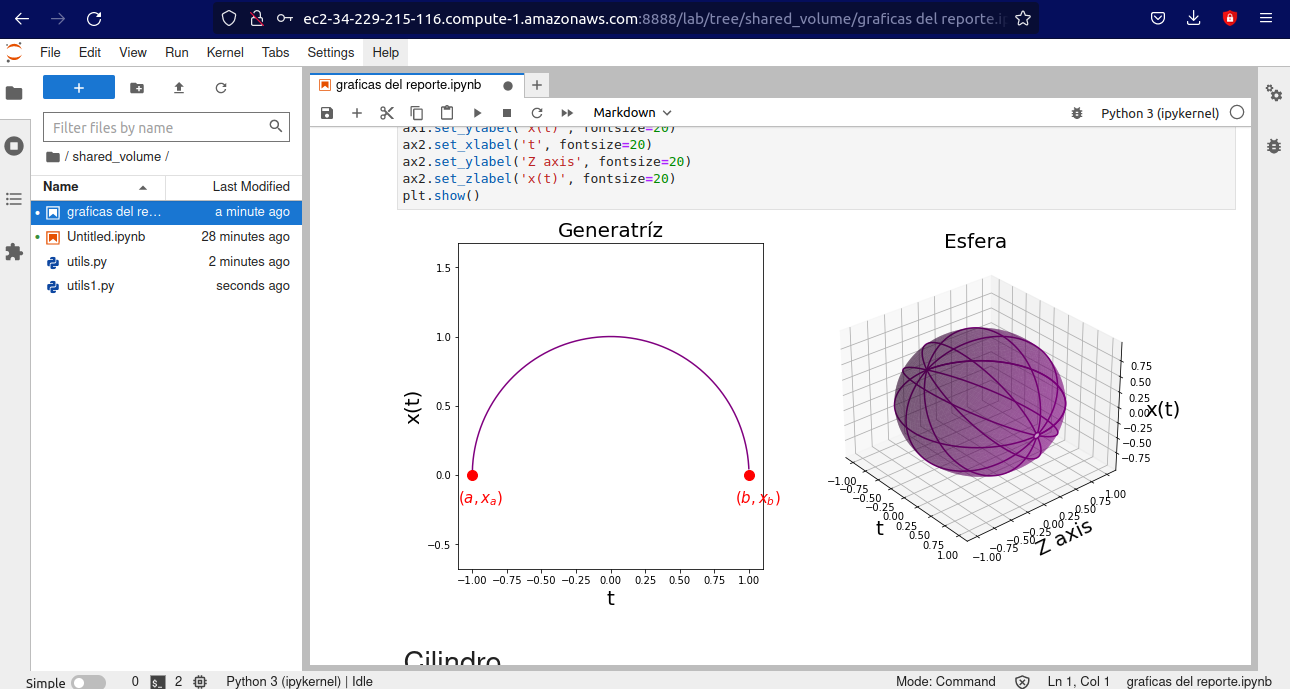 ec2-34-229-215-116.compute-1.amazonaws.com:8888/lab/tree/shared_volume/graficas del reporte.i
File Edit View Run Kernel Tabs Settings Help
+
Filter files by name
/ shared_volume /
Name Last Modified
graficas del re… a minute ago
Untitled.ipynb 28 minutes ago
utils.py 2 minutes ago
utils1.py seconds ago
graficas del reporte.ipynb
+
Markdown
Python 3 (ipykernel)
ax1.set_ylabel('x(t)', fontsize=20)
ax2.set_xlabel('t', fontsize=20)
ax2.set_ylabel('Z axis', fontsize=20)
ax2.set_zlabel('x(t)', fontsize=20)
plt.show()
Generatríz
1.5
1.0
0.5
0.0
−0.5
x(t)
(a, xa)
(b, xb)
−1.00 −0.75 −0.50 −0.25 0.00 0.25 0.50 0.75 1.00
t
Esfera
0.75
0.50
0.25
0.00
−0.25
−0.50
−0.75
x(t)
−1.00
−0.75
−0.50
−0.25
0.00
0.25
0.50
0.75
1.00
t
−1.00
−0.75
−0.50
−0.25
0.00
0.25
0.50
0.75
1.00
Z axis
Cilindro
Simple 0 $_ 2 Python 3 (ipykernel) | Idle Mode: Command Ln 1, Col 1 graficas del reporte.ipynb